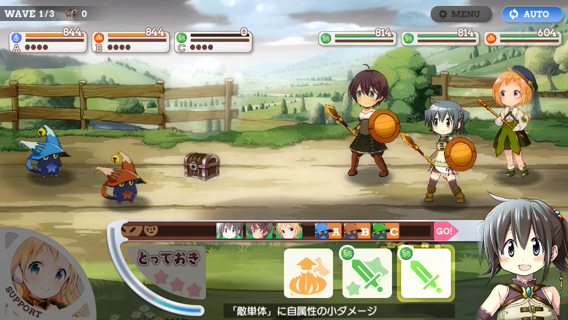 WAVE 1/3 0
MENU
AUTO
844
A
844
B
0
C
814
814
604
A
B
C
GO!
とっておき
SUPPORT
「敵単体」に自属性の小ダメージ